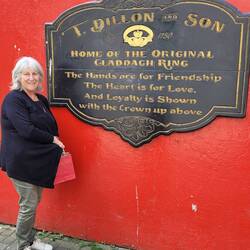 T. Dillon and Son
1750
Home of the Original
Claddagh Ring
The Hands are for Friendship
The Heart is for Love,
And Loyalty is Shown
with the Crown up above